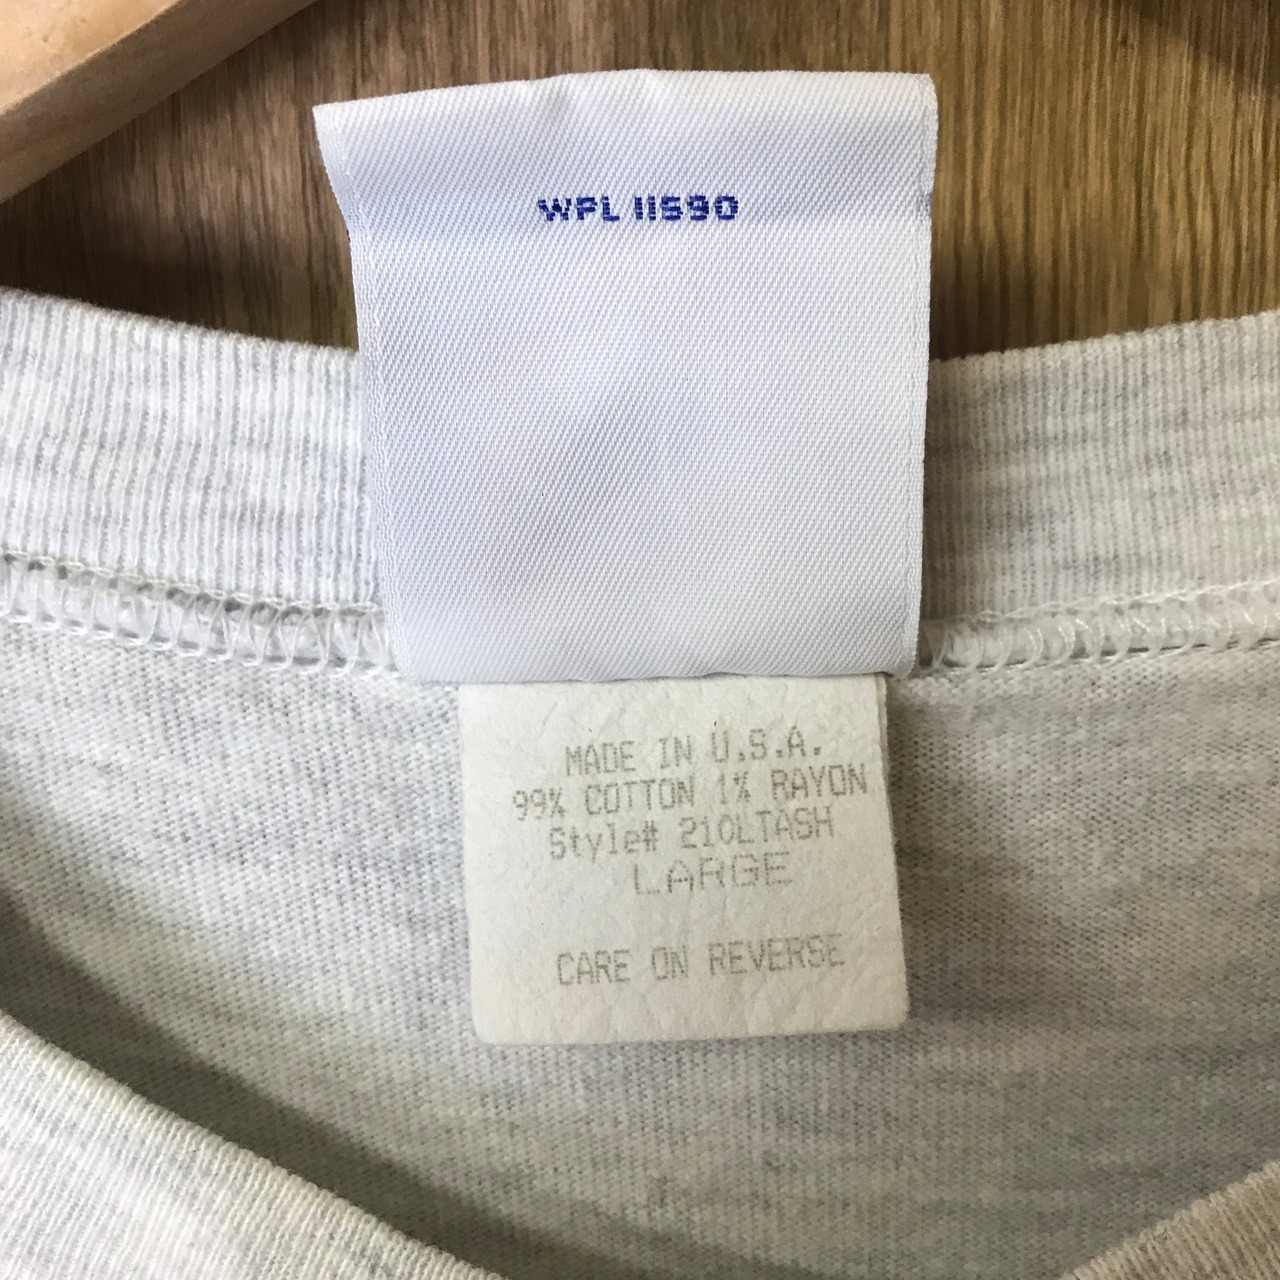 WPL 11590
MADE IN U.S.A.
99% COTTON 1% RAYON
Style# 210LTASH
LARGE
CARE ON REVERSE